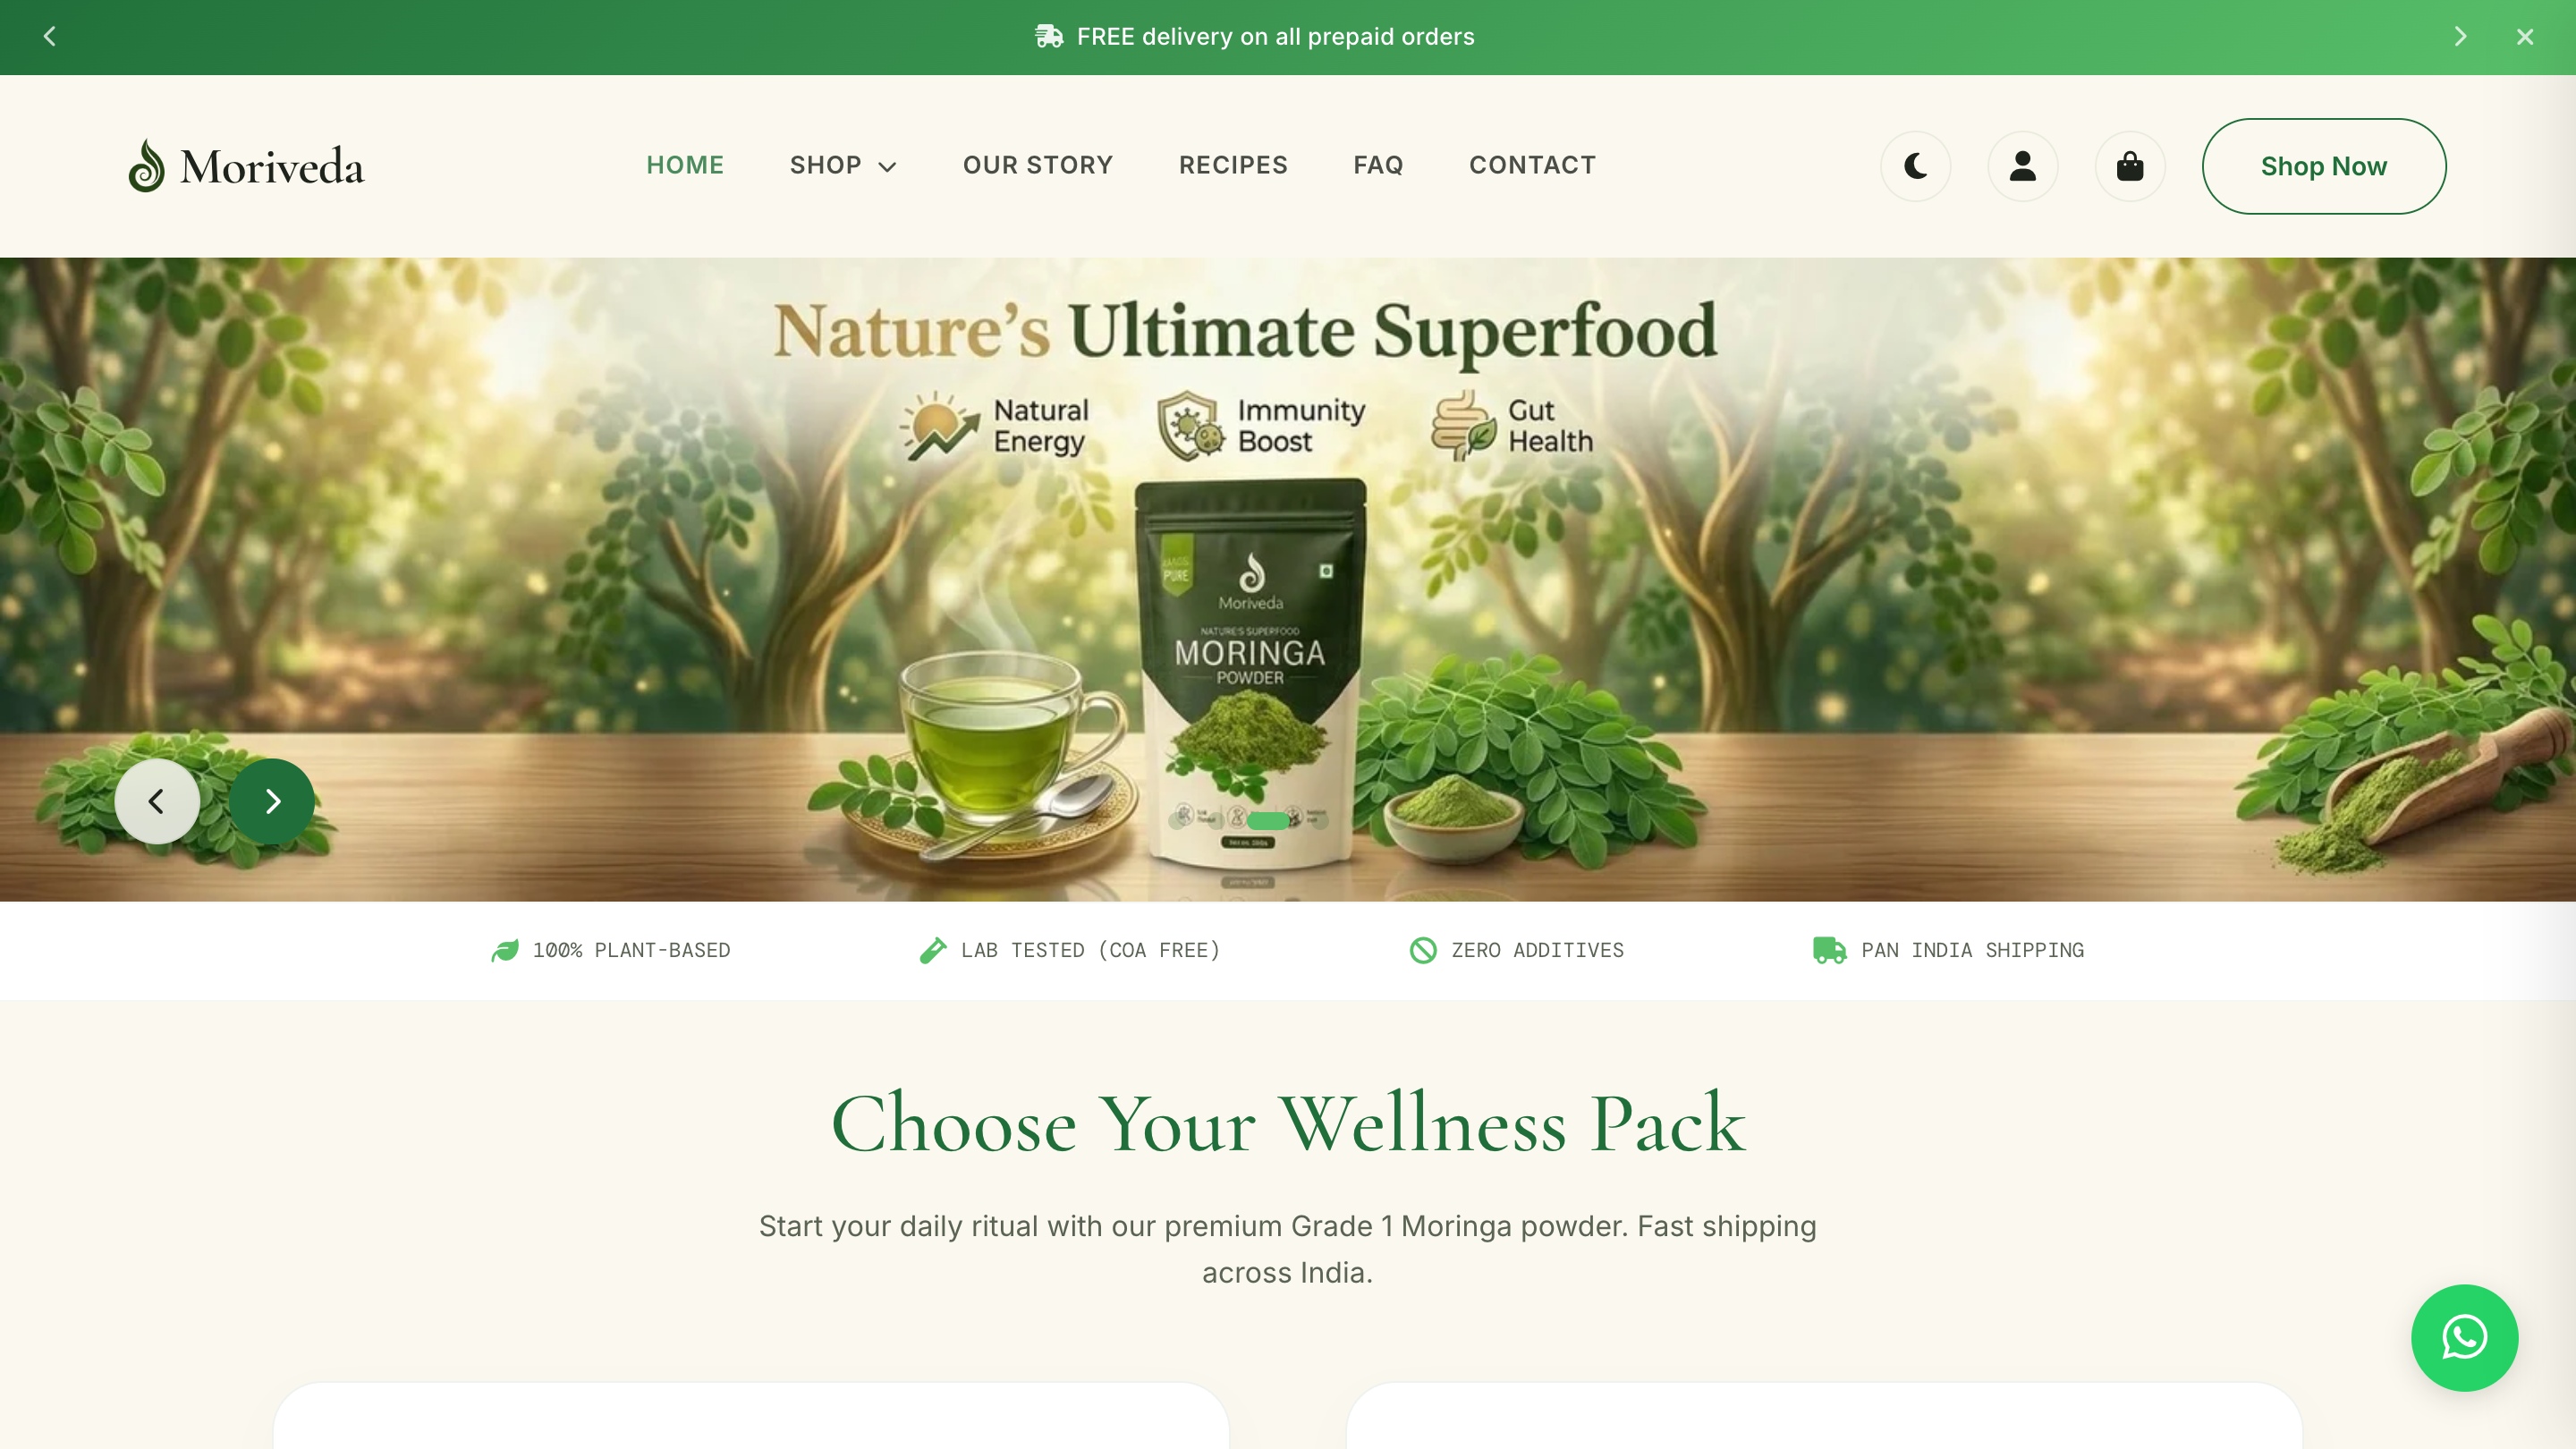 FREE delivery on all prepaid orders
Moriveda
HOME
SHOP
OUR STORY
RECIPES
FAQ
CONTACT
Shop Now
Nature's Ultimate Superfood
Natural
Energy
Immunity
Boost
Gut
Health
PURE
Moriveda
NATURE'S SUPERFOOD
MORINGA
POWDER
100% PLANT-BASED
LAB TESTED (COA FREE)
ZERO ADDITIVES
PAN INDIA SHIPPING
Choose Your Wellness Pack
Start your daily ritual with our premium Grade 1 Moringa powder. Fast shipping
across India.